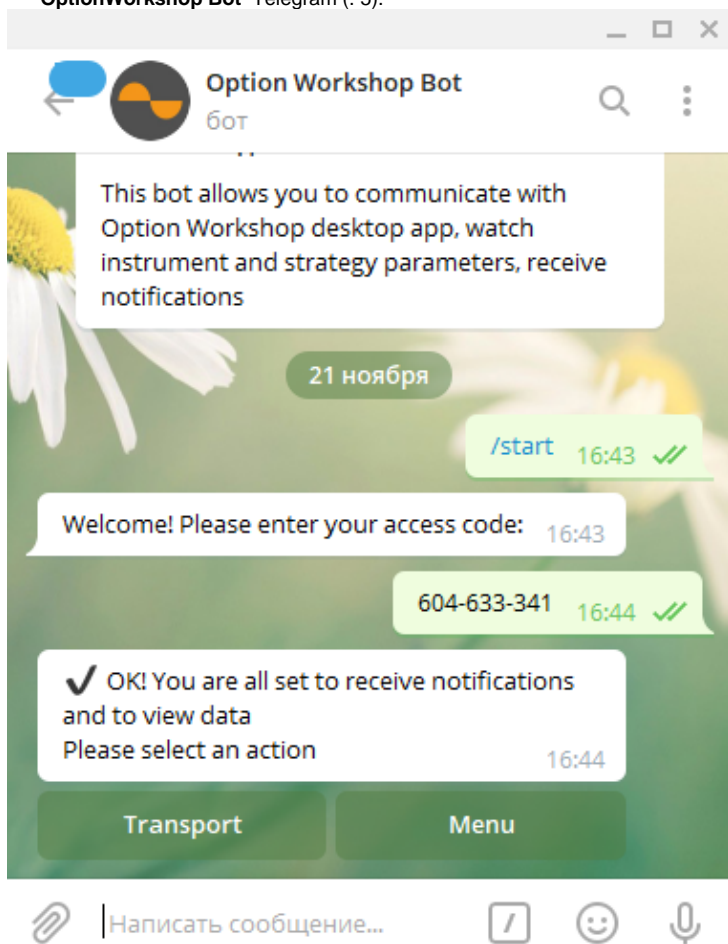 OptionWorkshop Bot Telegram (. 3).
Option Workshop Bot
бот
This bot allows you to communicate with
Option Workshop desktop app, watch
instrument and strategy parameters, receive
notifications
21 ноября
/start 16:43
Welcome! Please enter your access code: 16:43
604-633-341 16:44
✔ OK! You are all set to receive notifications
and to view data
Please select an action 16:44
Transport Menu
Написать сообщение...